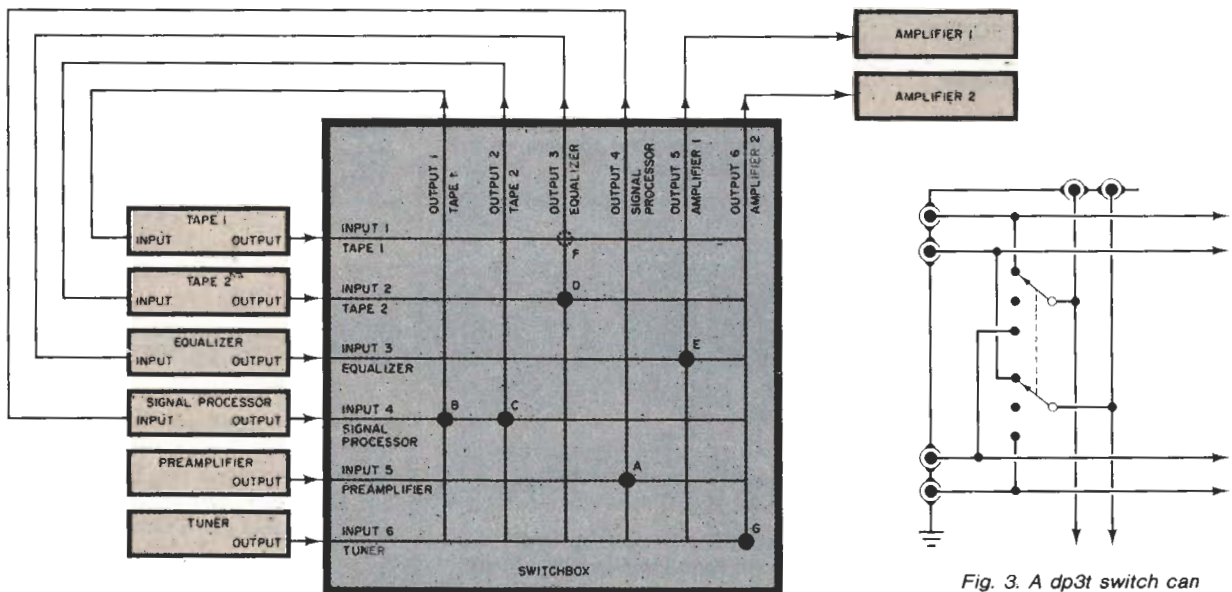 AMPLIFIER 1
AMPLIFIER 2
OUTPUT 1
TAPE 1
OUTPUT 2
TAPE 2
OUTPUT 3
EQUALIZER
OUTPUT 4
SIGNAL
PROCESSOR
OUTPUT 5
AMPLIFIER 1
OUTPUT 6
AMPLIFIER 2
TAPE 1
INPUT OUTPUT
INPUT 1
TAPE 1
F
TAPE 2
INPUT OUTPUT
INPUT 2
TAPE 2
D
EQUALIZER
INPUT OUTPUT
INPUT 3
EQUALIZER
E
SIGNAL PROCESSOR
INPUT OUTPUT
INPUT 4
SIGNAL
PROCESSOR
B
C
PREAMPLIFIER
OUTPUT
INPUT 5
PREAMPLIFIER
A
TUNER
OUTPUT
INPUT 6
TUNER
G
SWITCHBOX
Fig. 3. A dp3t switch can